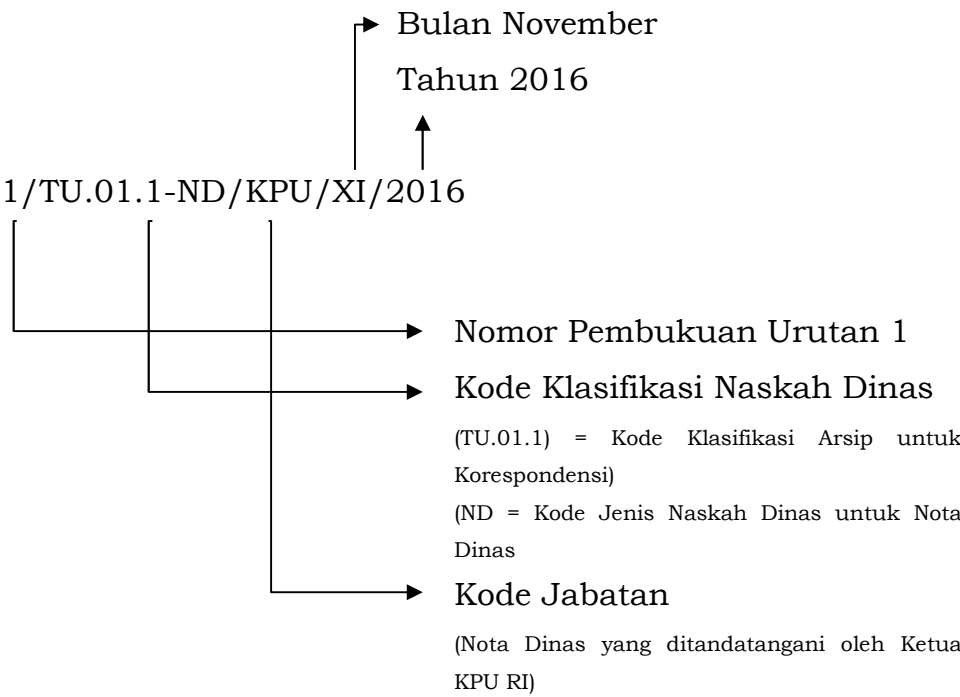 Bulan November
Tahun 2016
1/TU.01.1-ND/KPU/XI/2016
Nomor Pembukuan Urutan 1
Kode Klasifikasi Naskah Dinas
(TU.01.1) = Kode Klasifikasi Arsip untuk
Korespondensi)
(ND = Kode Jenis Naskah Dinas untuk Nota
Dinas
Kode Jabatan
(Nota Dinas yang ditandatangani oleh Ketua
KPU RI)